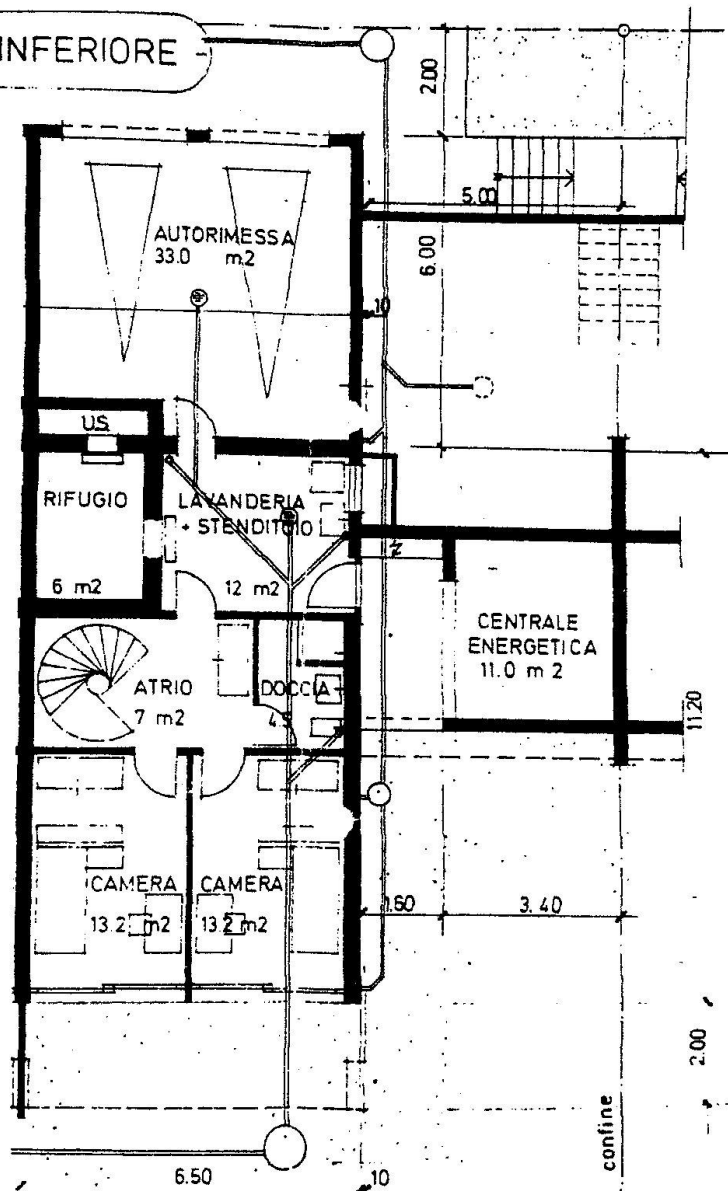 INFERIORE
2.00
5.00
AUTORIMESSA
33.0 m2
6.00
10
U.S.
RIFUGIO
6 m2
LAVANDERIA
+ STENDITOIO
12 m2
CENTRALE
ENERGETICA
11.0 m 2
ATRIO
7 m2
DOCCIA
4.5
11.20
CAMERA
13.2 m2
CAMERA
13.2 m2
1.60
3.40
2.00
confine
6.50
10